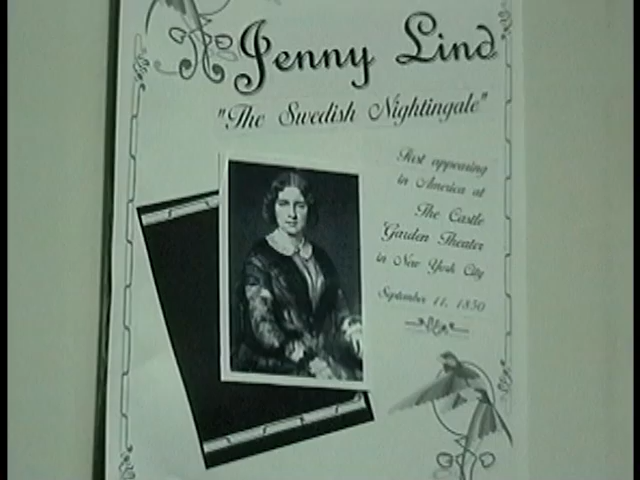 Jenny Lind
"The Swedish Nightingale"
First appearing
in America at
The Castle
Garden Theater
in New York City
September 11, 1850